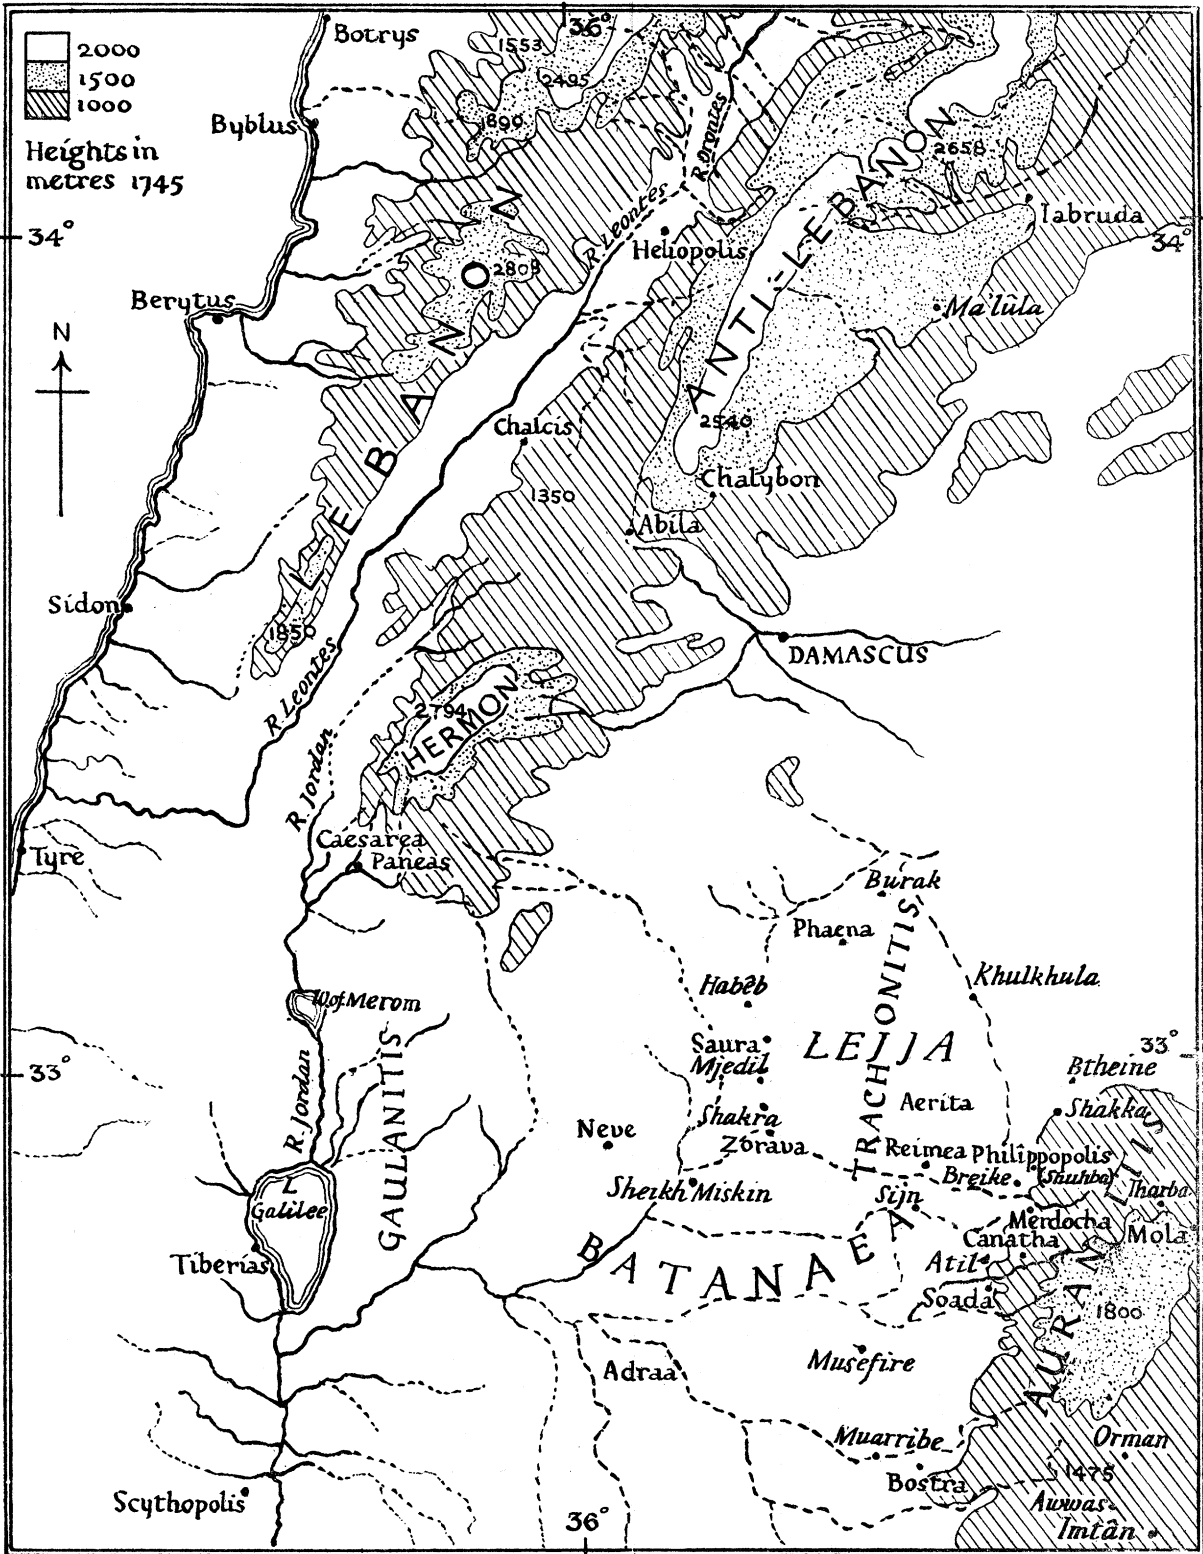 2000
1500
1000
Heights in
metres 1745
Botrys
36°
1553
2495
1890
Byblus
R. Orontes
2658
ANTI-LEBANON
34°
Iabruda
34°
R. Leontes
Heliopolis
LEBANON
2808
Berytus
N
Ma'lûla
2540
Chalcis
Chalybon
1350
Abila
Sidon
1850
DAMASCUS
R. Leontes
2794
HERMON
R. Jordan
Caesarea
Paneas
Tyre
Burak
Phaena
TRACHONITIS
Khulkhula
Habêb
W. of Merom
Saura
LEJJA
33°
Mjedil
Btheine
33°
R. Jordan
GAULANITIS
Aerita
Shakka
Shakra
Neve
Zorava
Reimea
Philippopolis
(Shuhba)
Breike
Sheikh Miskin
Sijn
Tharba
L
Galilee
Merdocha
Mola
Canatha
Tiberias
BATANAEA
Atil
Soada
AURANITIS
1800
Adraa
Musefire
Muarribe
Orman
Bostra
1475
Scythopolis
Auwas
Imtân
36°